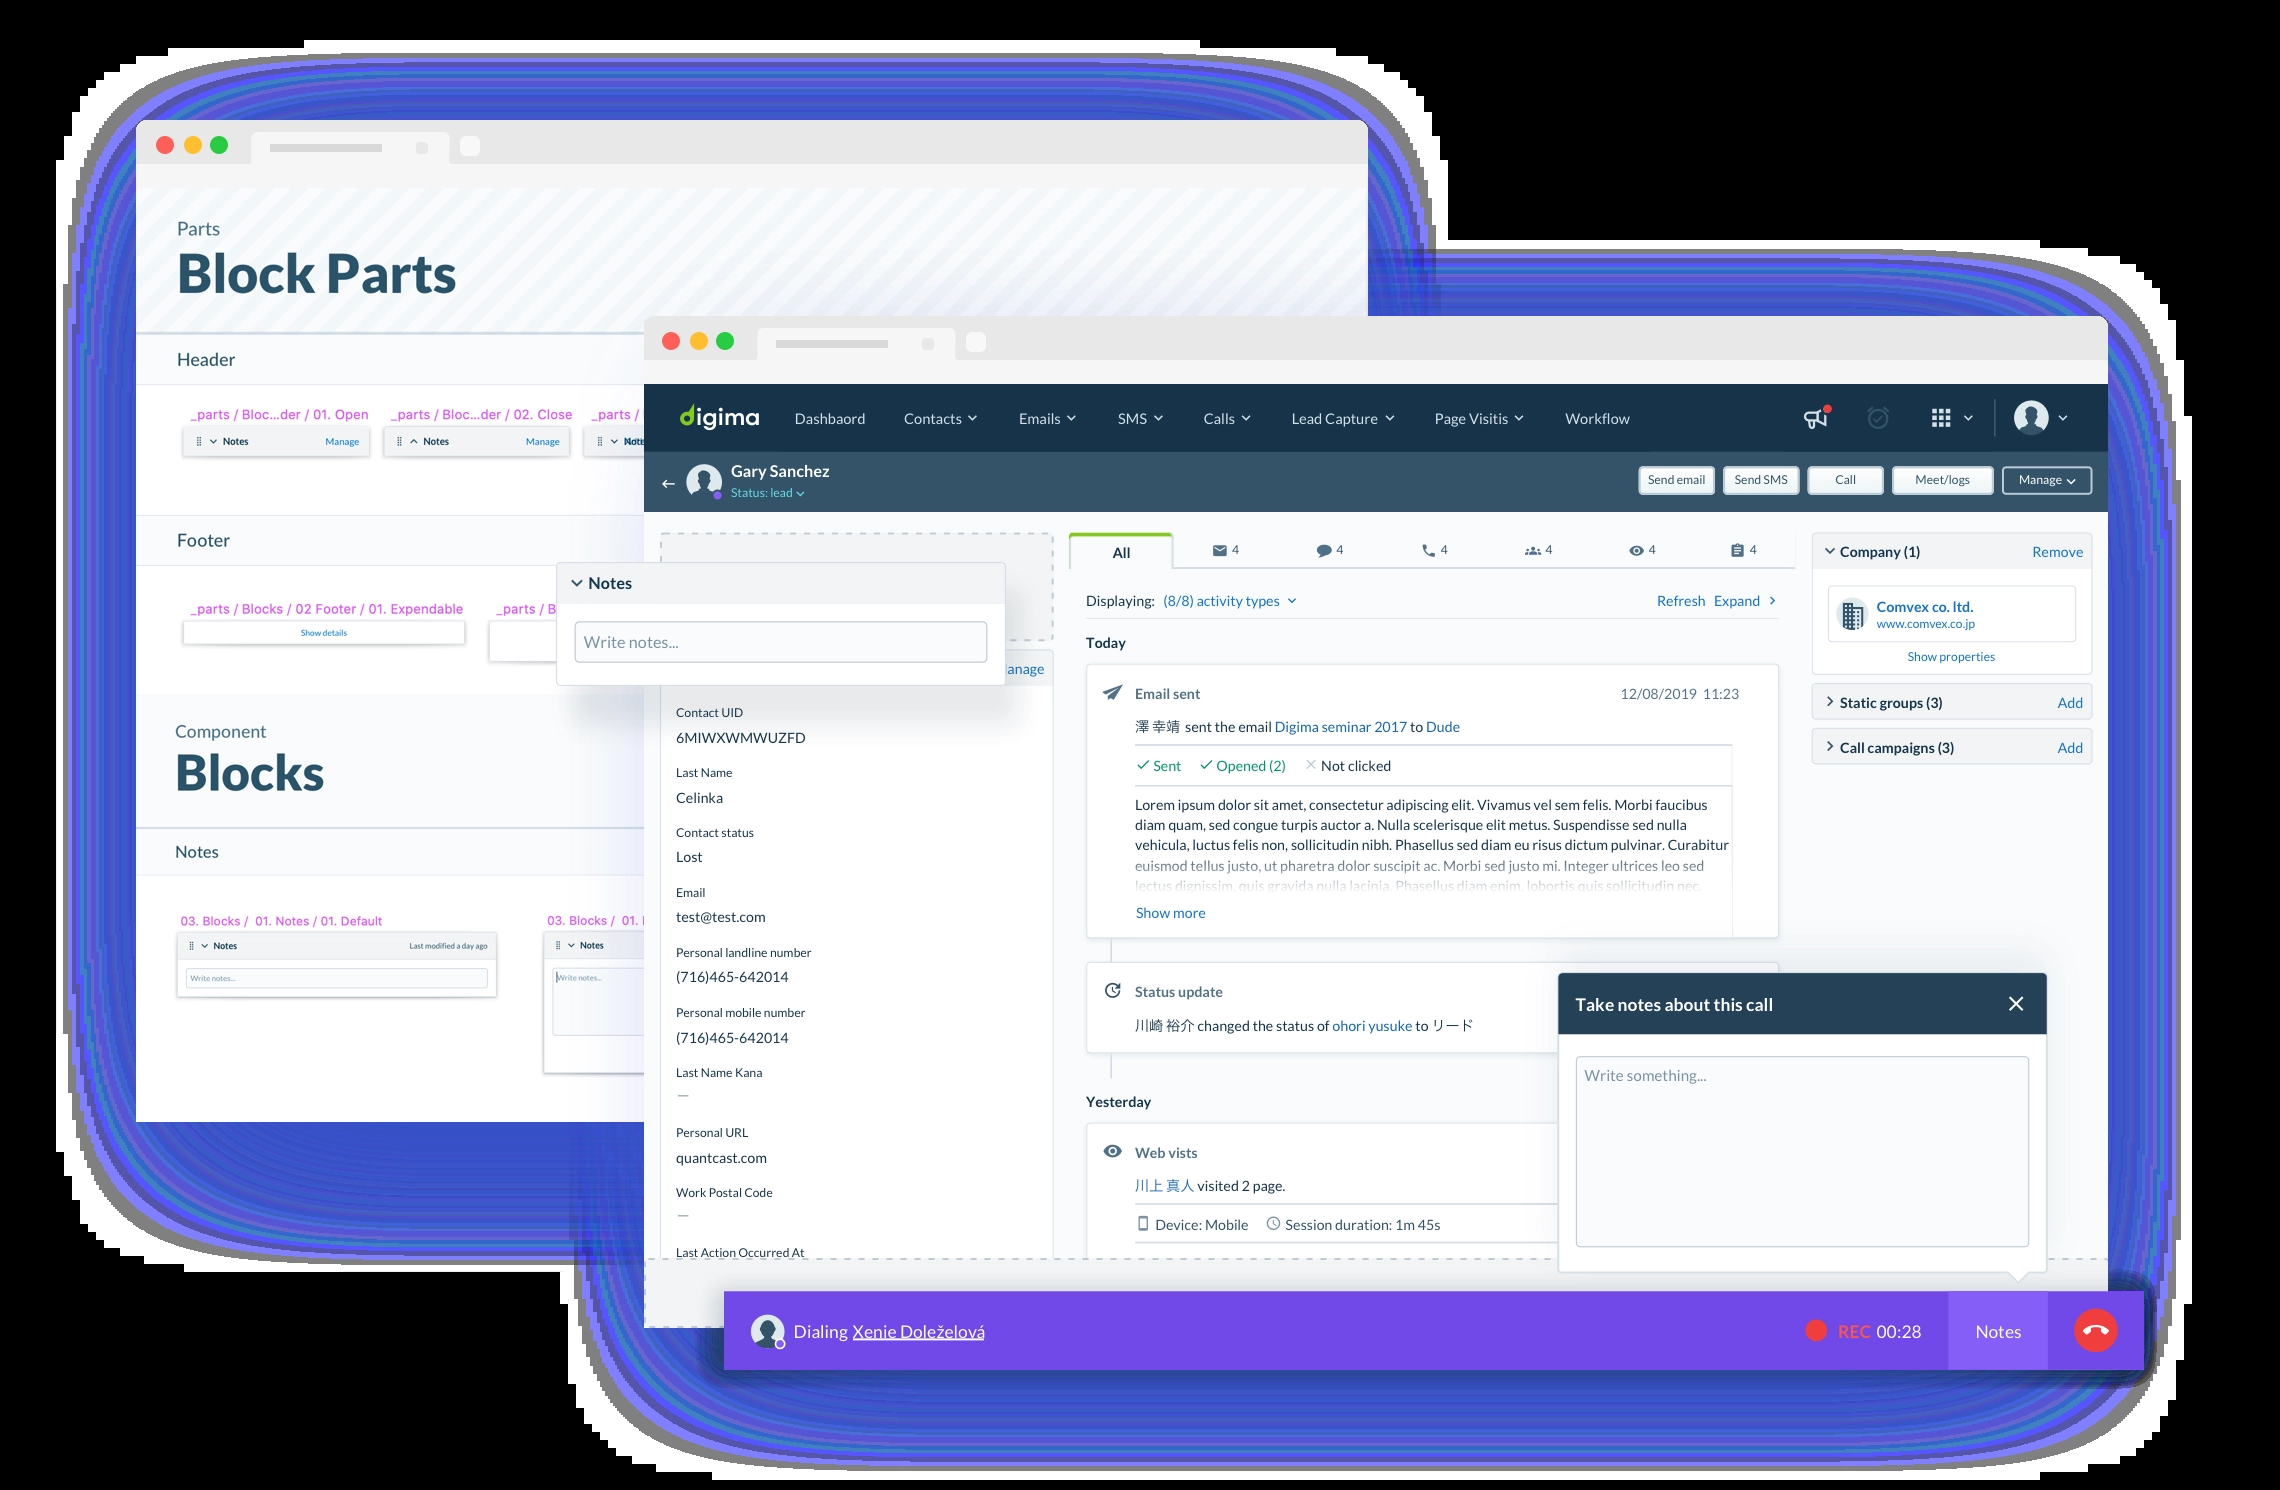 Parts
Block Parts
Header
_parts / Bloc...der / 01. Open
_parts / Bloc...der / 02. Close
_parts /
Notes
Manage
Notes
Manage
Footer
_parts / Blocks / 02 Footer / 01. Expendable
_parts / B
Show details
Component
Blocks
Notes
03. Blocks / 01. Notes / 01. Default
03. Blocks / 01.
Notes
Last modified a day ago
Notes
Write notes...
Write notes...
digima
Dashbaord
Contacts
Emails
SMS
Calls
Lead Capture
Page Visitis
Workflow
Gary Sanchez
Status: lead
Send email
Send SMS
Call
Meet/logs
Manage
Notes
Write notes...
anage
Contact UID
6MIWXWMWUZFD
Last Name
Celinka
Contact status
Lost
Email
test@test.com
Personal landline number
(716)465-642014
Personal mobile number
(716)465-642014
Last Name Kana
—
Personal URL
quantcast.com
Work Postal Code
—
Last Action Occurred At
All
4
4
4
4
4
4
Displaying: (8/8) activity types
Refresh
Expand
Today
Email sent
12/08/2019 11:23
澤 幸靖 sent the email Digima seminar 2017 to Dude
Sent
Opened (2)
Not clicked
Lorem ipsum dolor sit amet, consectetur adipiscing elit. Vivamus vel sem felis. Morbi faucibus
diam quam, sed congue turpis auctor a. Nulla scelerisque elit metus. Suspendisse sed nulla
vehicula, luctus felis non, sollicitudin nibh. Phasellus sed diam eu risus dictum pulvinar. Curabitur
euismod tellus justo, ut pharetra dolor suscipit ac. Morbi sed justo mi. Integer ultrices leo sed
lectus dignissim, quis gravida nulla lacinia. Phasellus diam enim, lobortis quis sollicitudin nec,
Show more
Status update
川崎 裕介 changed the status of ohori yusuke to リード
Yesterday
Web vists
川上 真人 visited 2 page.
Device: Mobile
Session duration: 1m 45s
Company (1)
Remove
Comvex co. ltd.
www.comvex.co.jp
Show properties
Static groups (3)
Add
Call campaigns (3)
Add
Take notes about this call
Write something...
Dialing Xenie Doleželová
REC 00:28
Notes